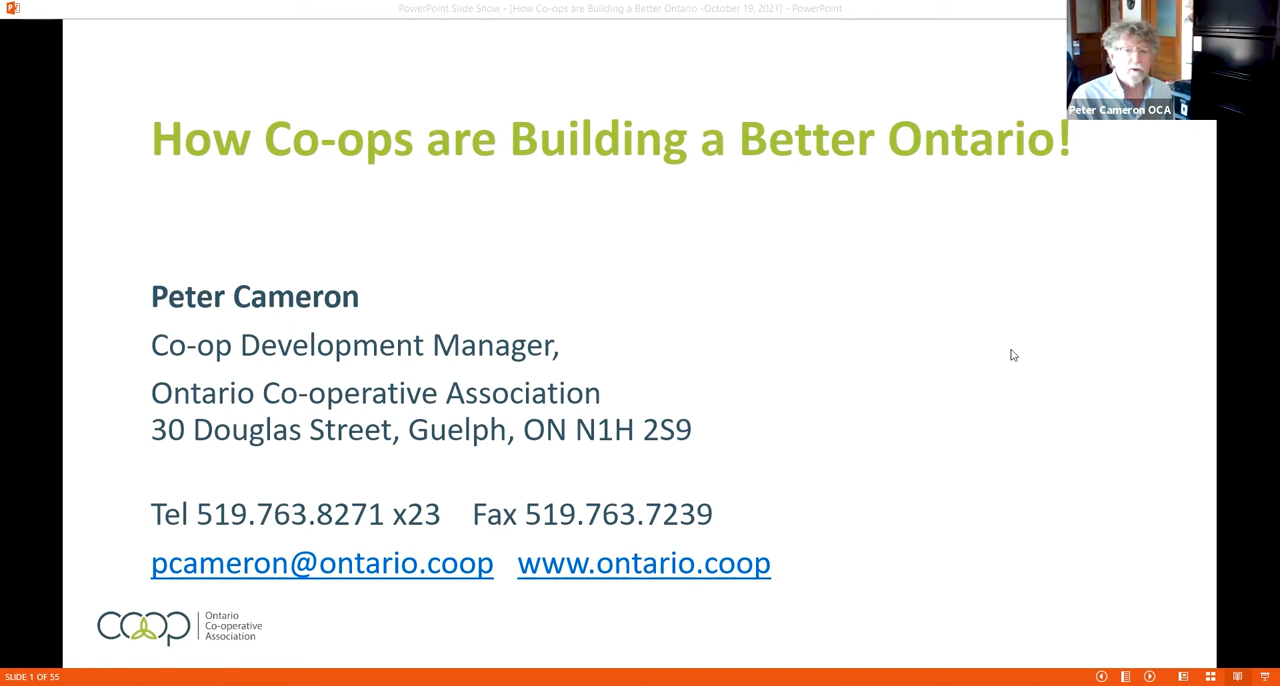 PowerPoint Slide Show - [How Co-ops are Building a Better Ontario -October 19, 2021] - PowerPoint
Peter Cameron OCA
How Co-ops are Building a Better Ontario!
Peter Cameron
Co-op Development Manager,
Ontario Co-operative Association
30 Douglas Street, Guelph, ON N1H 2S9
Tel 519.763.8271 x23 Fax 519.763.7239
pcameron@ontario.coop www.ontario.coop
coop
Ontario
Co-operative
Association
SLIDE 1 OF 55